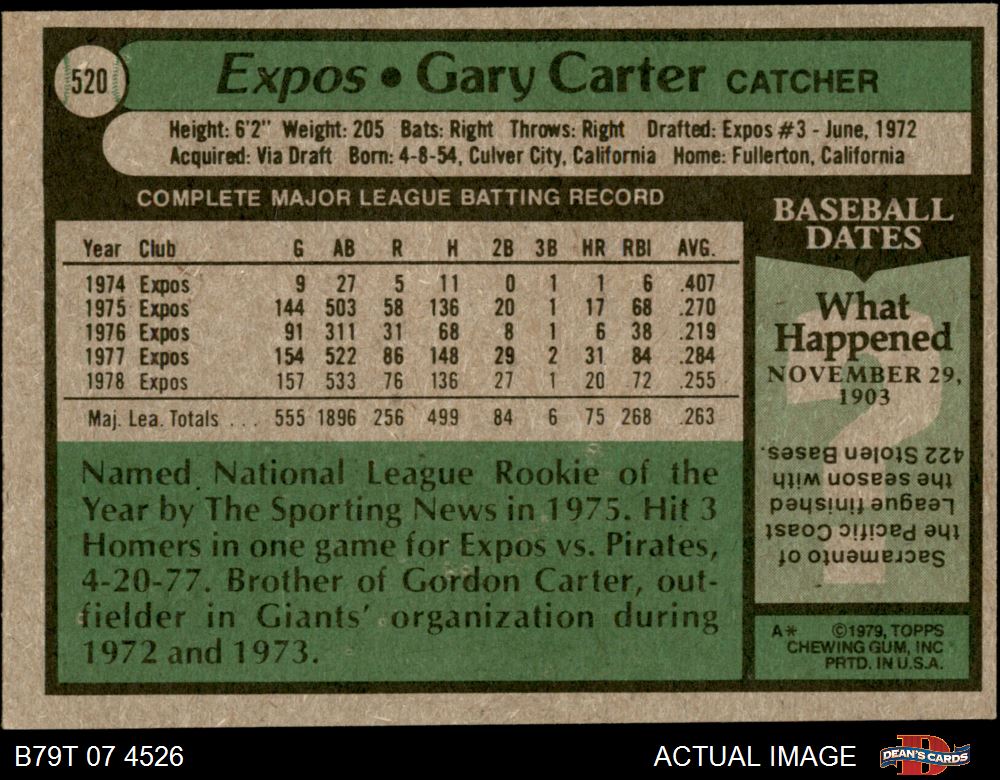 520
Expos • Gary Carter CATCHER
Height: 6'2" Weight: 205 Bats: Right Throws: Right Drafted: Expos #3 - June, 1972
Acquired: Via Draft Born: 4-8-54, Culver City, California Home: Fullerton, California
COMPLETE MAJOR LEAGUE BATTING RECORD
Year Club G AB R H 2B 3B HR RBI AVG.
1974 Expos 9 27 5 11 0 1 1 6 .407
1975 Expos 144 503 58 136 20 1 17 68 .270
1976 Expos 91 311 31 68 8 1 6 38 .219
1977 Expos 154 522 86 148 29 2 31 84 .284
1978 Expos 157 533 76 136 27 1 20 72 .255
Maj. Lea. Totals . . . 555 1896 256 499 84 6 75 268 .263
Named National League Rookie of the
Year by The Sporting News in 1975. Hit 3
Homers in one game for Expos vs. Pirates,
4-20-77. Brother of Gordon Carter, out-
fielder in Giants' organization during
1972 and 1973.
BASEBALL
DATES
What
Happened
NOVEMBER 29,
1903
Sacramento of
the Pacific Coast
League finished
the season with
422 Stolen Bases.
A* ©1979, TOPPS
CHEWING GUM, INC
PRTD. IN U.S.A.
B79T 07 4526
ACTUAL IMAGE
DEAN'S CARDS